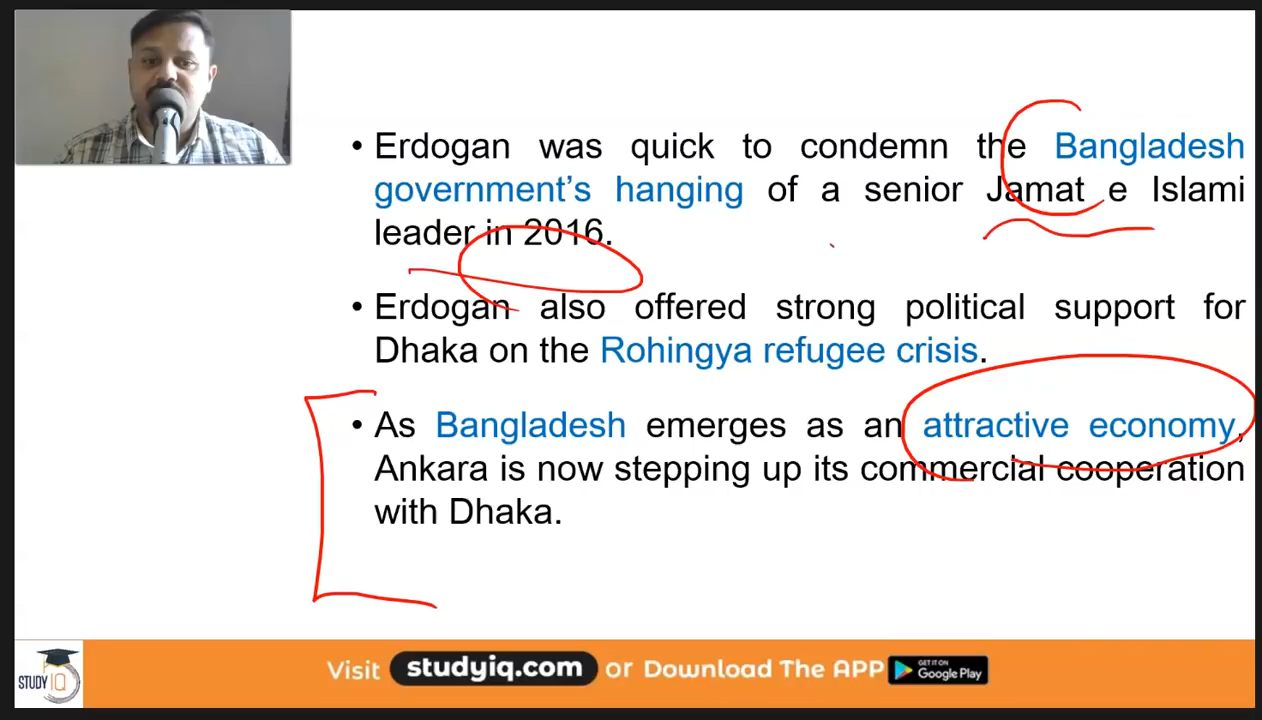 • Erdogan was quick to condemn the Bangladesh
government’s hanging of a senior Jamat e Islami
leader in 2016.
• Erdogan also offered strong political support for
Dhaka on the Rohingya refugee crisis.
• As Bangladesh emerges as an attractive economy,
Ankara is now stepping up its commercial cooperation
with Dhaka.
STUDY IQ
Visit studyiq.com or Download The APP
GET IT ON
Google Play